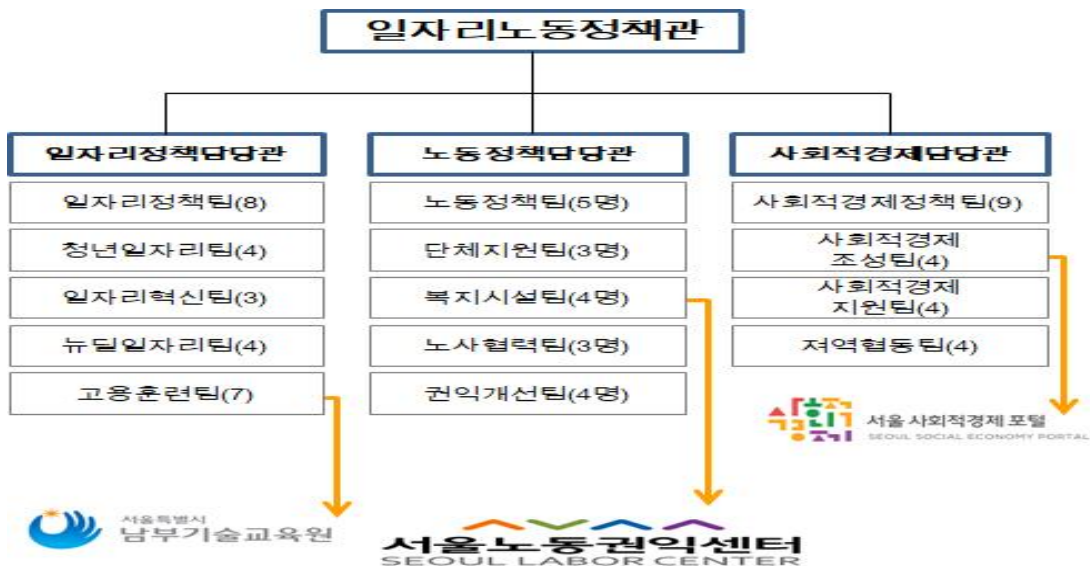 일자리노동정책관
일자리정책담당관
일자리정책팀(8)
청년일자리팀(4)
일자리혁신팀(3)
뉴딜일자리팀(4)
고용훈련팀(7)
서울특별시
남부기술교육원
노동정책담당관
노동정책팀(5명)
단체지원팀(3명)
복지시설팀(4명)
노사협력팀(3명)
권익개선팀(4명)
서울노동권익센터
SEOUL LABOR CENTER
사회적경제담당관
사회적경제정책팀(9)
사회적경제
조성팀(4)
사회적경제
지원팀(4)
지역협동팀(4)
서울 사회적경제 포털
SEOUL SOCIAL ECONOMY PORTAL